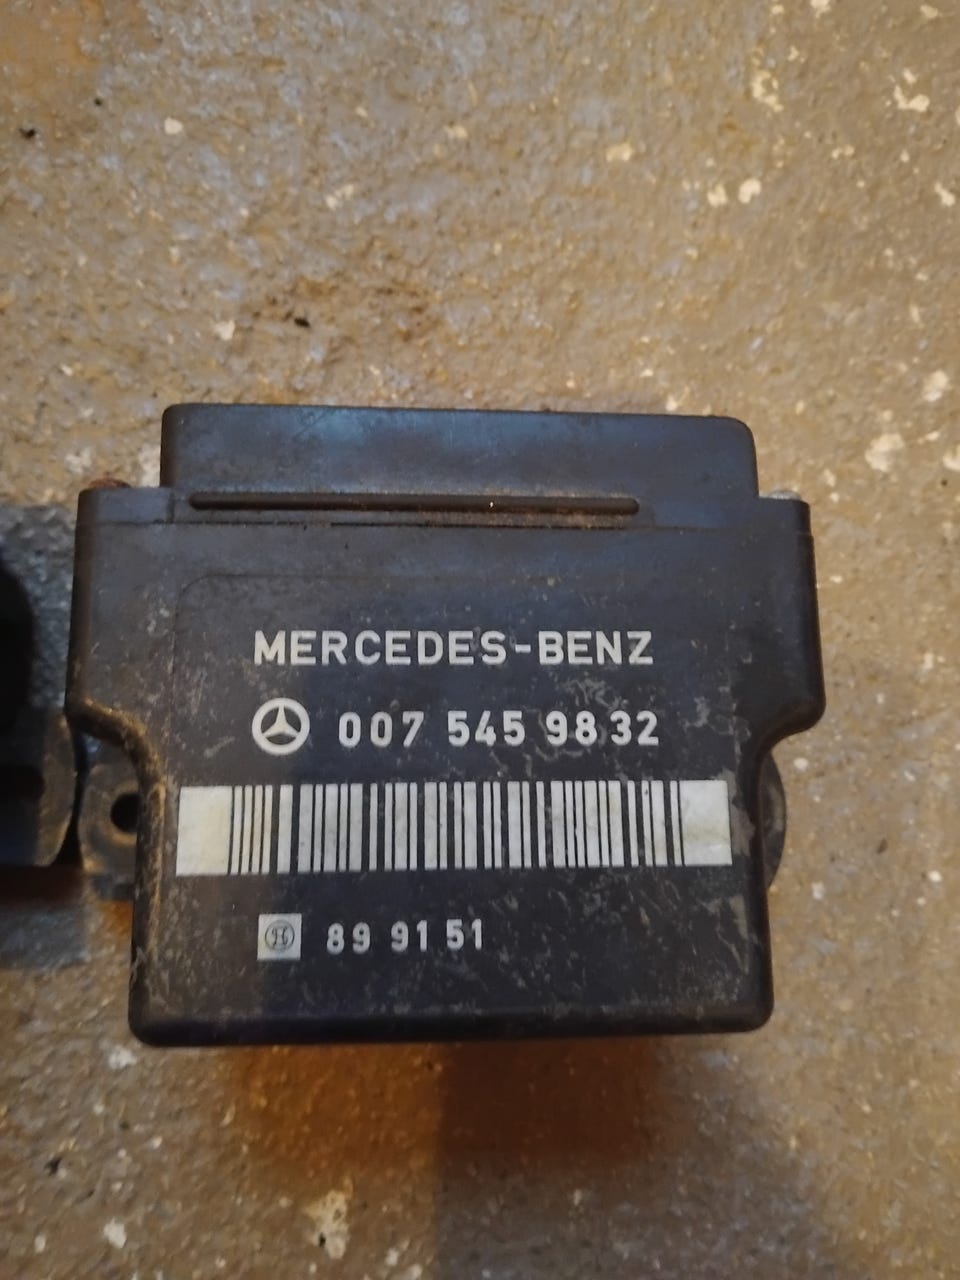 MERCEDES-BENZ
007 545 98 32
89 91 51